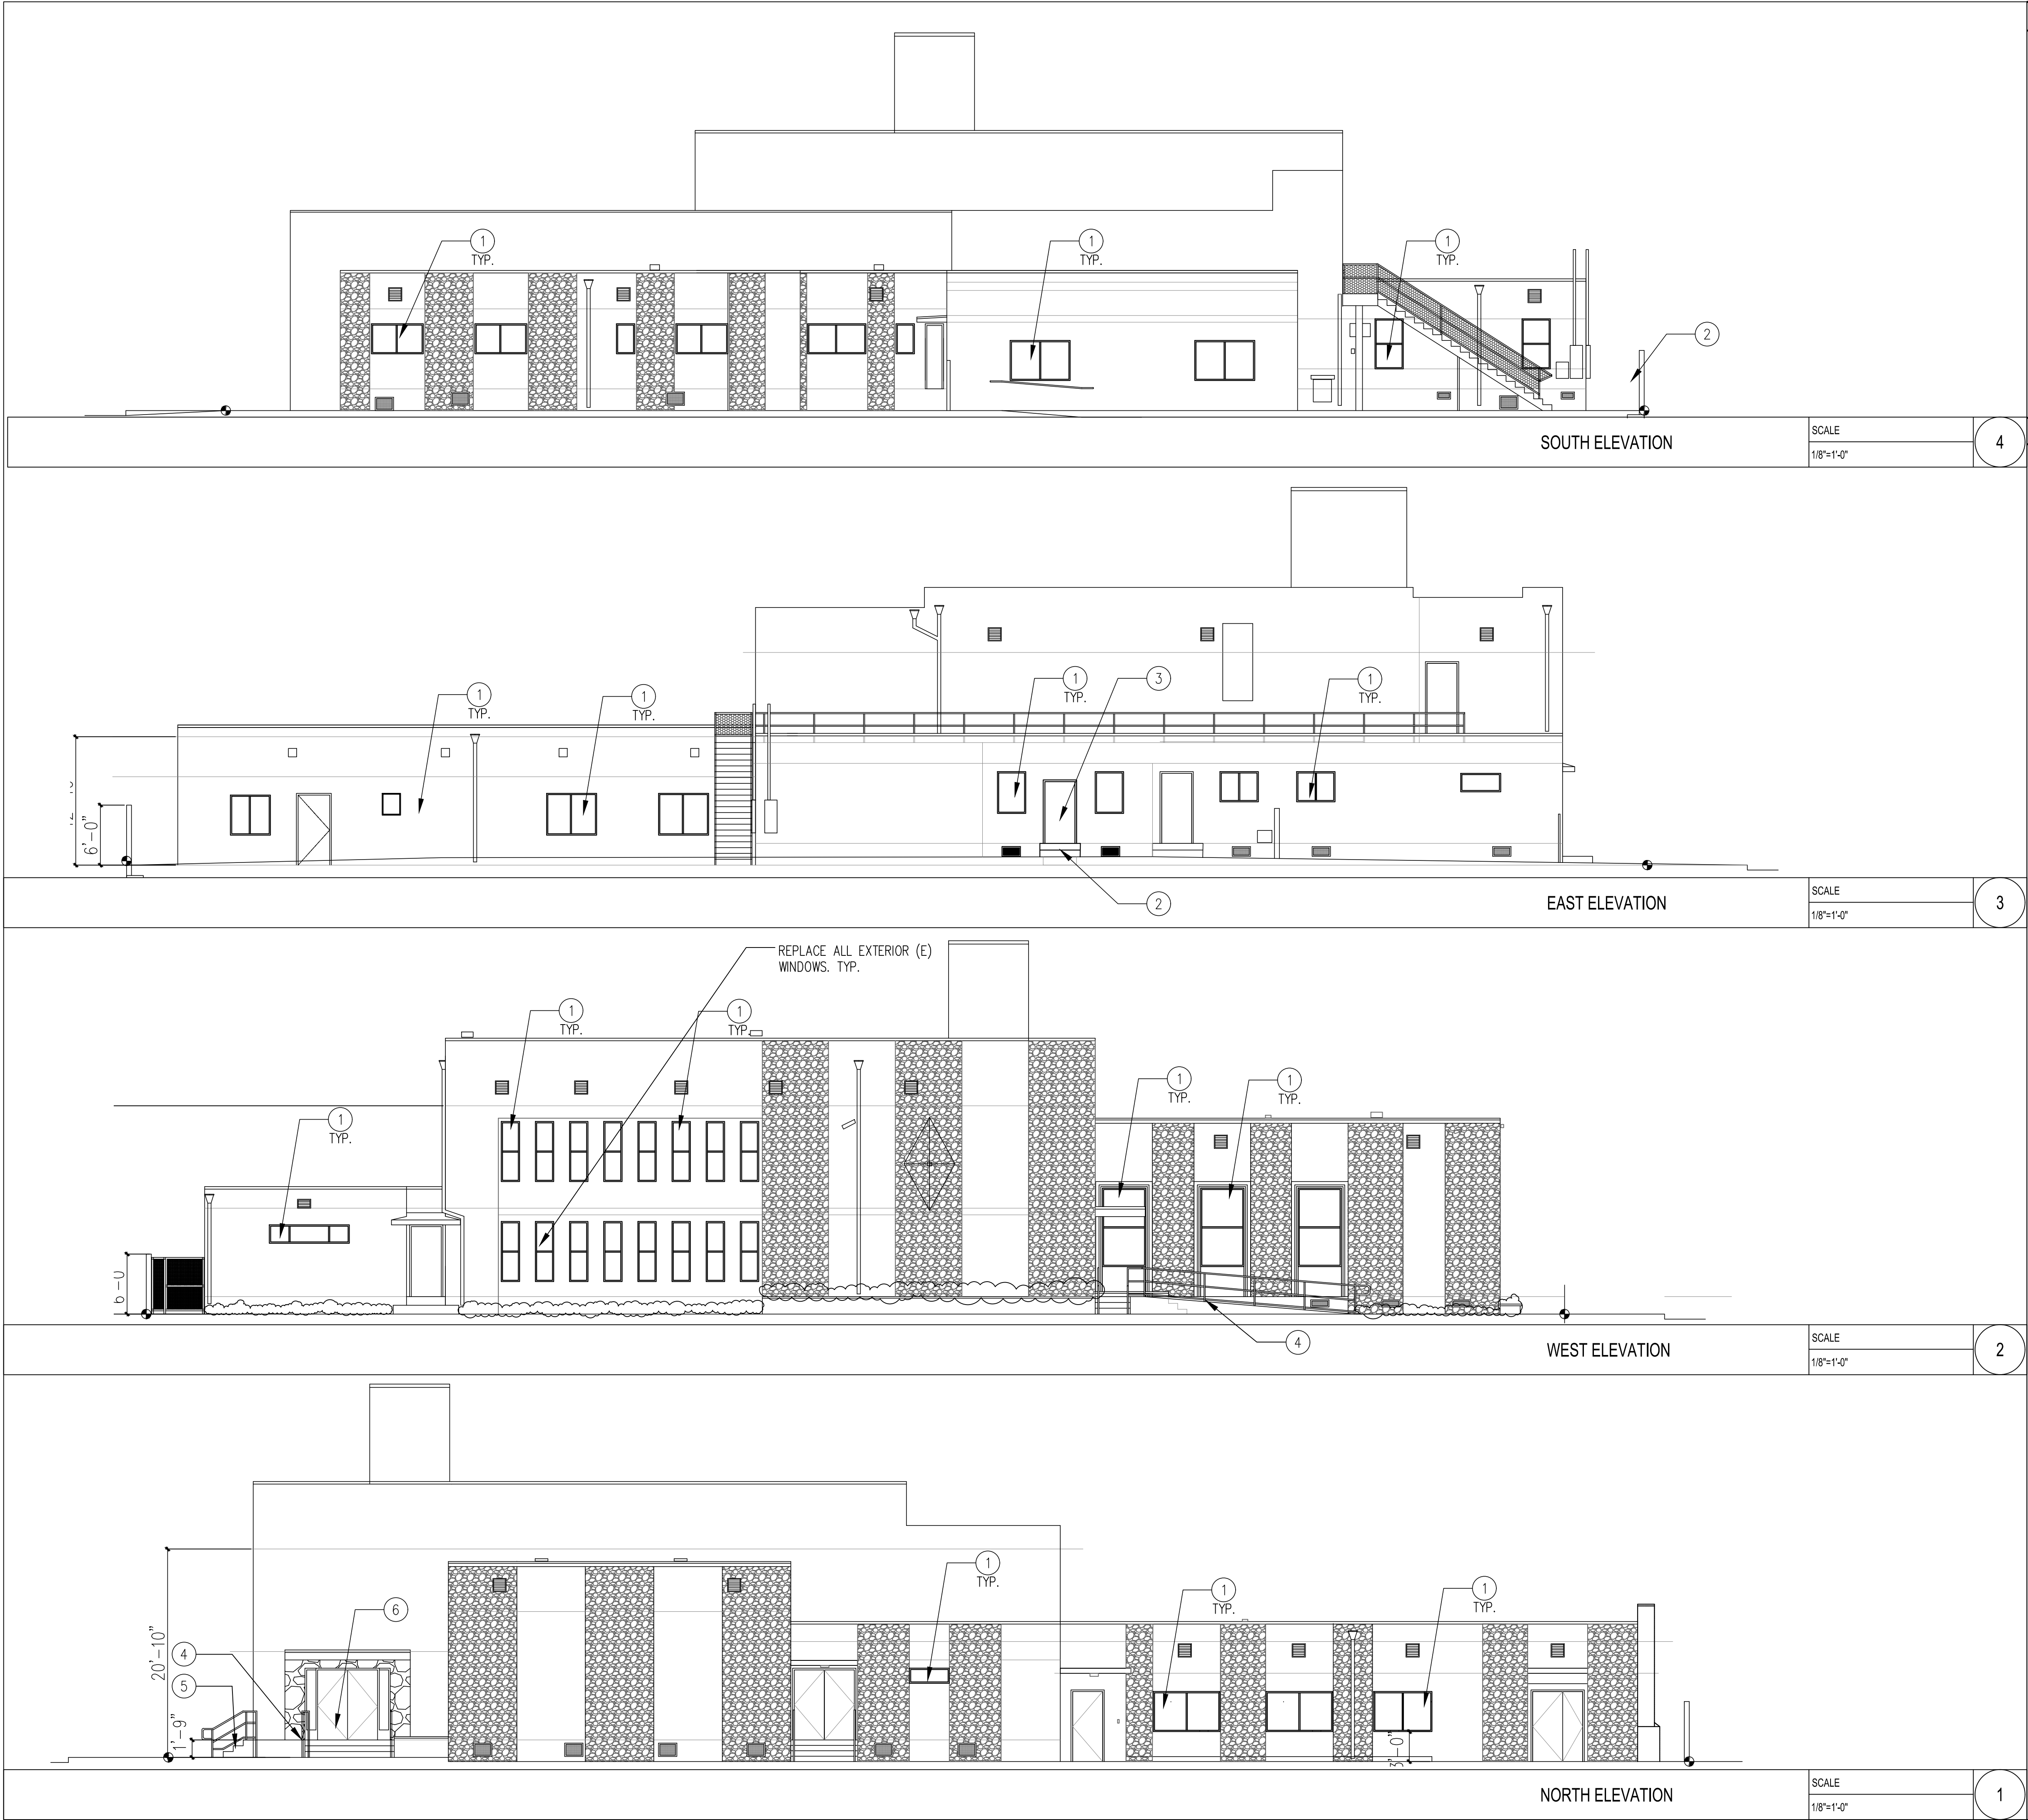 1
TYP.
1
TYP.
1
TYP.
2
SOUTH ELEVATION
SCALE
1/8"=1'-0"
4
1
TYP.
1
TYP.
1
TYP.
3
1
TYP.
6'-0"
2
EAST ELEVATION
SCALE
1/8"=1'-0"
3
REPLACE ALL EXTERIOR (E)
WINDOWS. TYP.
1
TYP.
1
TYP.
1
TYP.
1
TYP.
1
TYP.
4
WEST ELEVATION
SCALE
1/8"=1'-0"
2
1
TYP.
1
TYP.
1
TYP.
6
20'-10"
4
5
1'-9"
3'-0"
NORTH ELEVATION
SCALE
1/8"=1'-0"
1